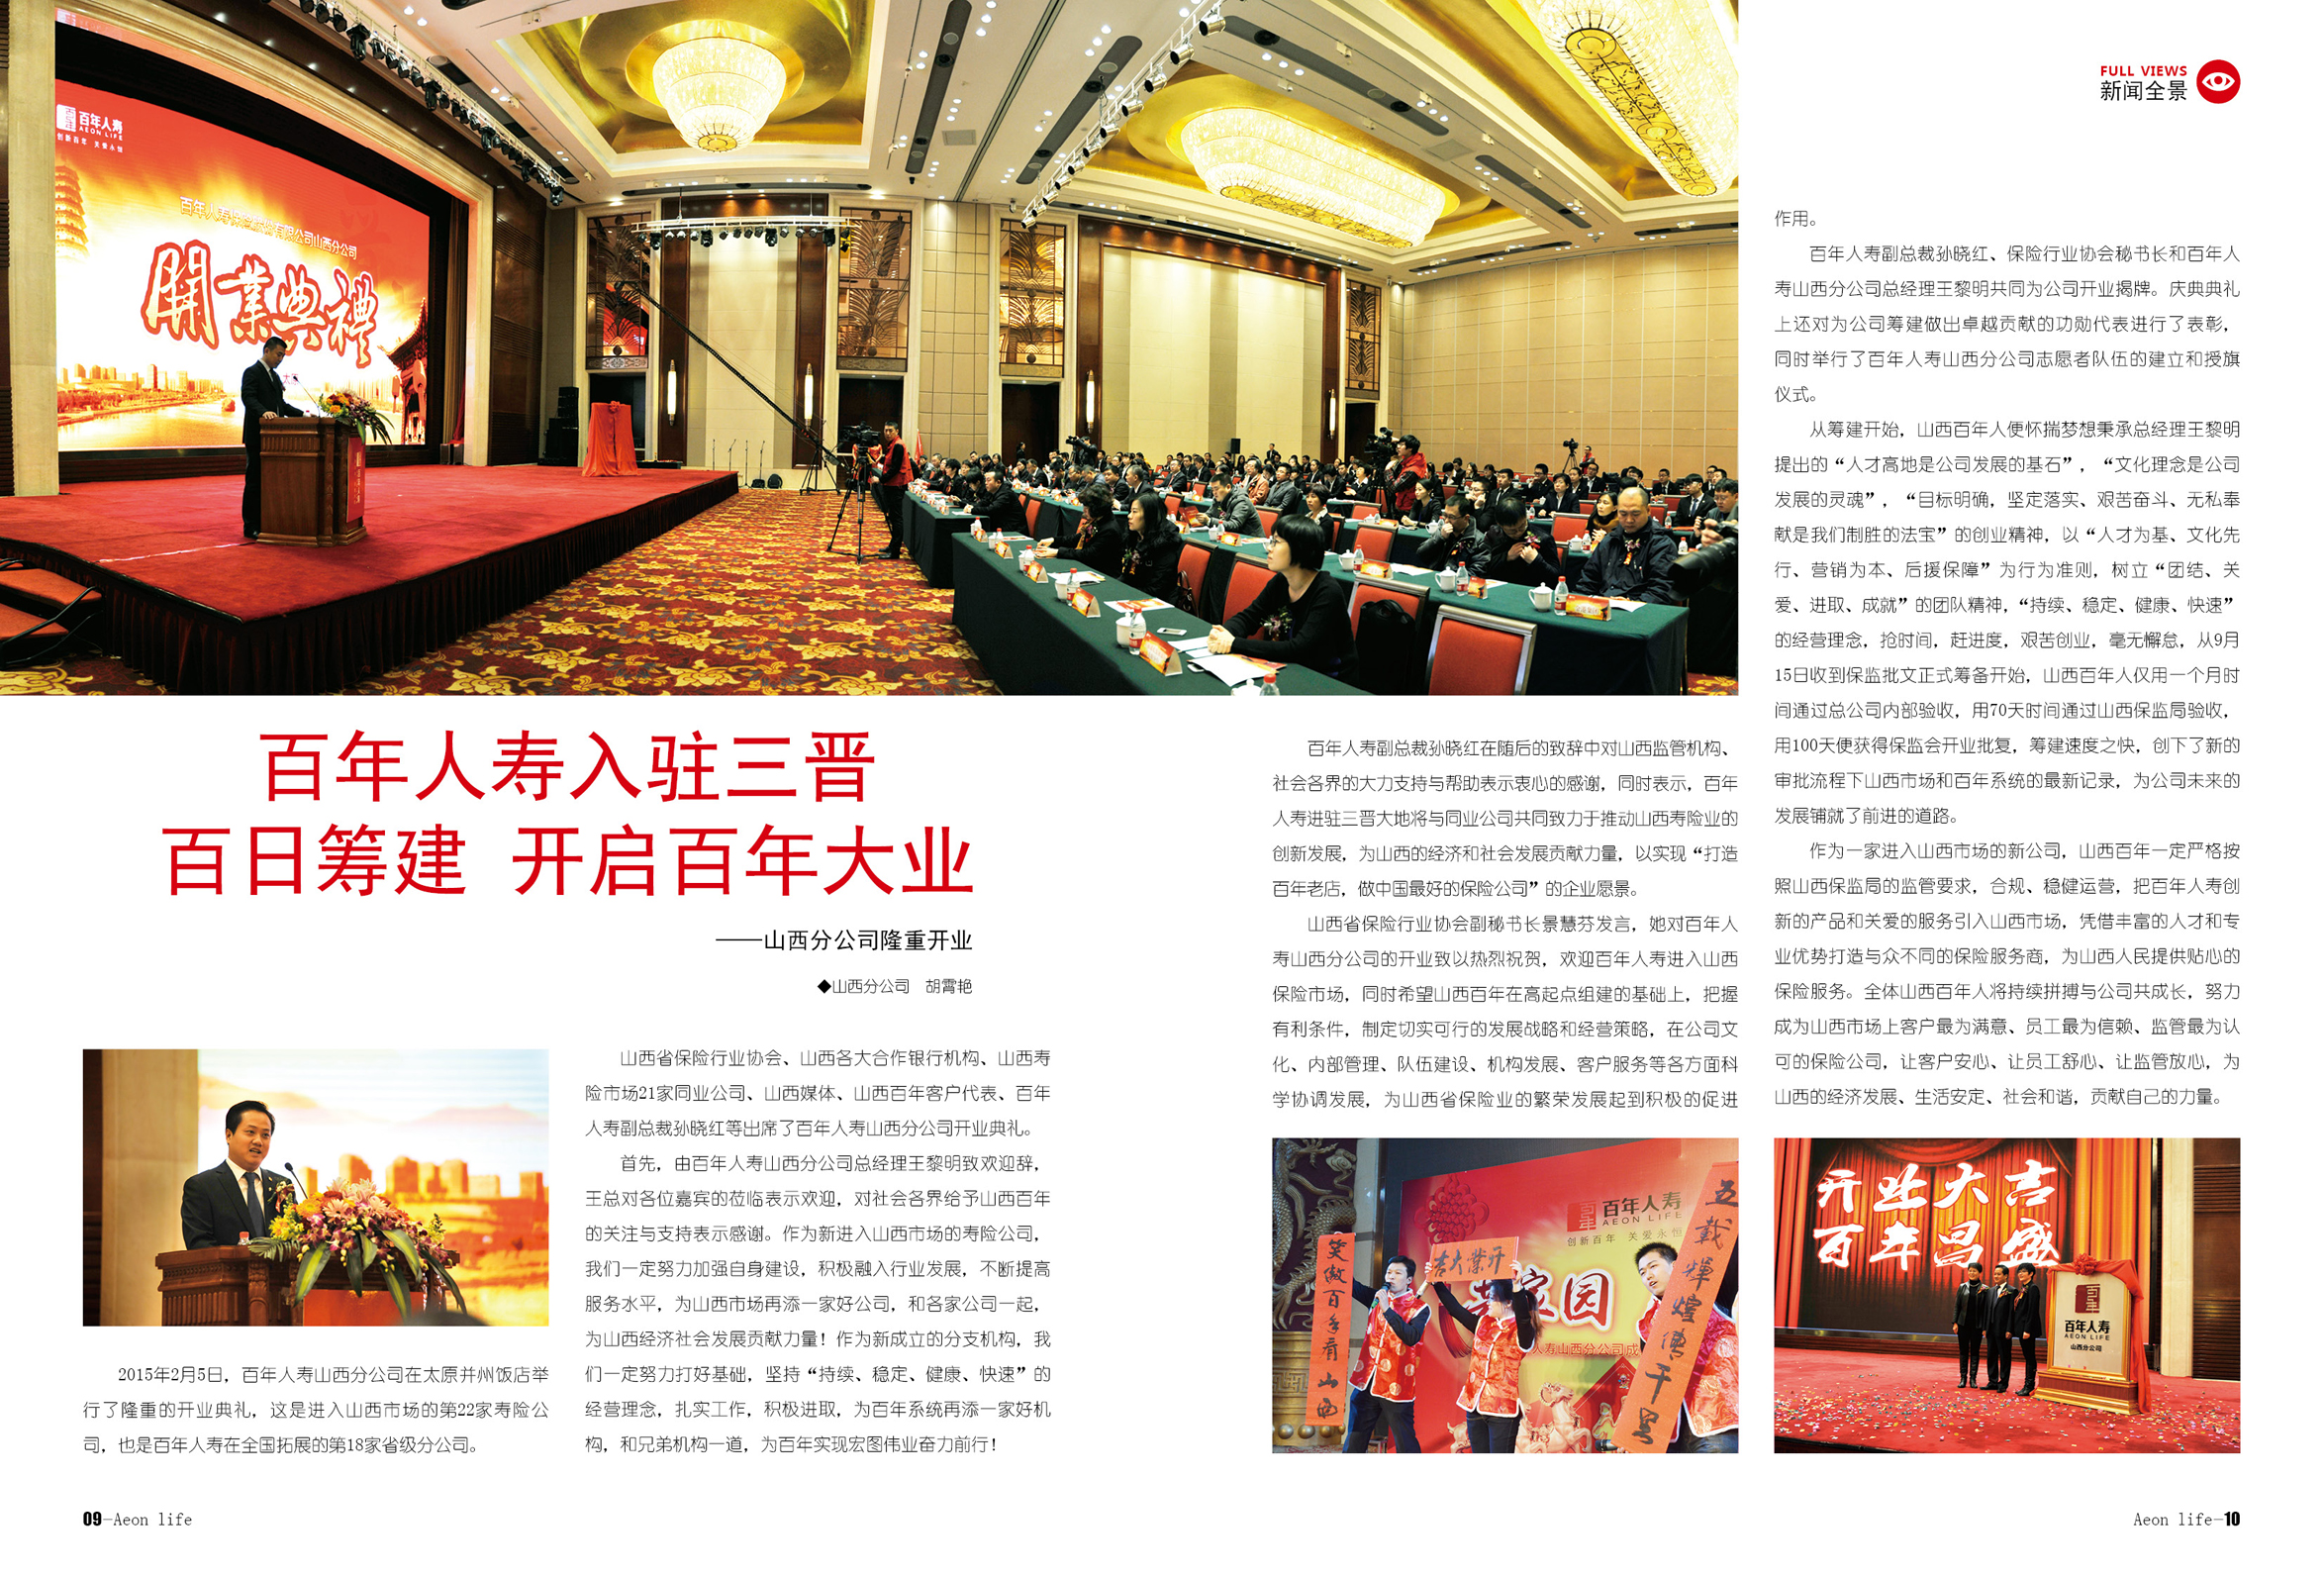 FULL VIEWS
新闻全景
百年人寿
AEON LIFE
创新百年 关爱永恒
百年人寿保险股份有限公司山西分公司
開業典禮
百年人寿入驻三晋
百日筹建 开启百年大业
——山西分公司隆重开业
◆山西分公司 胡霄艳
2015年2月5日，百年人寿山西分公司在太原并州饭店举
行了隆重的开业典礼，这是进入山西市场的第22家寿险公
司，也是百年人寿在全国拓展的第18家省级分公司。
山西省保险行业协会、山西各大合作银行机构、山西寿
险市场21家同业公司、山西媒体、山西百年客户代表、百年
人寿副总裁孙晓红等出席了百年人寿山西分公司开业典礼。
首先，由百年人寿山西分公司总经理王黎明致欢迎辞，
王总对各位嘉宾的莅临表示欢迎，对社会各界给予山西百年
的关注与支持表示感谢。作为新进入山西市场的寿险公司，
我们一定努力加强自身建设，积极融入行业发展，不断提高
服务水平，为山西市场再添一家好公司，和各家公司一起，
为山西经济社会发展贡献力量！作为新成立的分支机构，我
们一定努力打好基础，坚持“持续、稳定、健康、快速”的
经营理念，扎实工作，积极进取，为百年系统再添一家好机
构，和兄弟机构一道，为百年实现宏图伟业奋力前行！
百年人寿副总裁孙晓红在随后的致辞中对山西监管机构、
社会各界的大力支持与帮助表示衷心的感谢，同时表示，百年
人寿进驻三晋大地将与同业公司共同致力于推动山西寿险业的
创新发展，为山西的经济和社会发展贡献力量，以实现“打造
百年老店，做中国最好的保险公司”的企业愿景。
山西省保险行业协会副秘书长景慧芬发言，她对百年人
寿山西分公司的开业致以热烈祝贺，欢迎百年人寿进入山西
保险市场，同时希望山西百年在高起点组建的基础上，把握
有利条件，制定切实可行的发展战略和经营策略，在公司文
化、内部管理、队伍建设、机构发展、客户服务等各方面科
学协调发展，为山西省保险业的繁荣发展起到积极的促进
作用。
百年人寿副总裁孙晓红、保险行业协会秘书长和百年人
寿山西分公司总经理王黎明共同为公司开业揭牌。庆典典礼
上还对为公司筹建做出卓越贡献的功勋代表进行了表彰，
同时举行了百年人寿山西分公司志愿者队伍的建立和授旗
仪式。
从筹建开始，山西百年人便怀揣梦想秉承总经理王黎明
提出的“人才高地是公司发展的基石”，“文化理念是公司
发展的灵魂”，“目标明确，坚定落实、艰苦奋斗、无私奉
献是我们制胜的法宝”的创业精神，以“人才为基、文化先
行、营销为本、后援保障”为行为准则，树立“团结、关
爱、进取、成就”的团队精神，“持续、稳定、健康、快速”
的经营理念，抢时间，赶进度，艰苦创业，毫无懈怠，从9月
15日收到保监批文正式筹备开始，山西百年人仅用一个月时
间通过总公司内部验收，用70天时间通过山西保监局验收，
用100天便获得保监会开业批复，筹建速度之快，创下了新的
审批流程下山西市场和百年系统的最新记录，为公司未来的
发展铺就了前进的道路。
作为一家进入山西市场的新公司，山西百年一定严格按
照山西保监局的监管要求，合规、稳健运营，把百年人寿创
新的产品和关爱的服务引入山西市场，凭借丰富的人才和专
业优势打造与众不同的保险服务商，为山西人民提供贴心的
保险服务。全体山西百年人将持续拼搏与公司共成长，努力
成为山西市场上客户最为满意、员工最为信赖、监管最为认
可的保险公司，让客户安心、让员工舒心、让监管放心，为
山西的经济发展、生活安定、社会和谐，贡献自己的力量。
百年人寿
AEON LIFE
创新百年 关爱永恒
笑傲百年看山西
开業大吉
五載輝煌傳千里
家园
人寿山西分公司成
开业大吉
百年昌盛
百年人寿
AEON LIFE
山西分公司
09—Aeon life
Aeon life—10